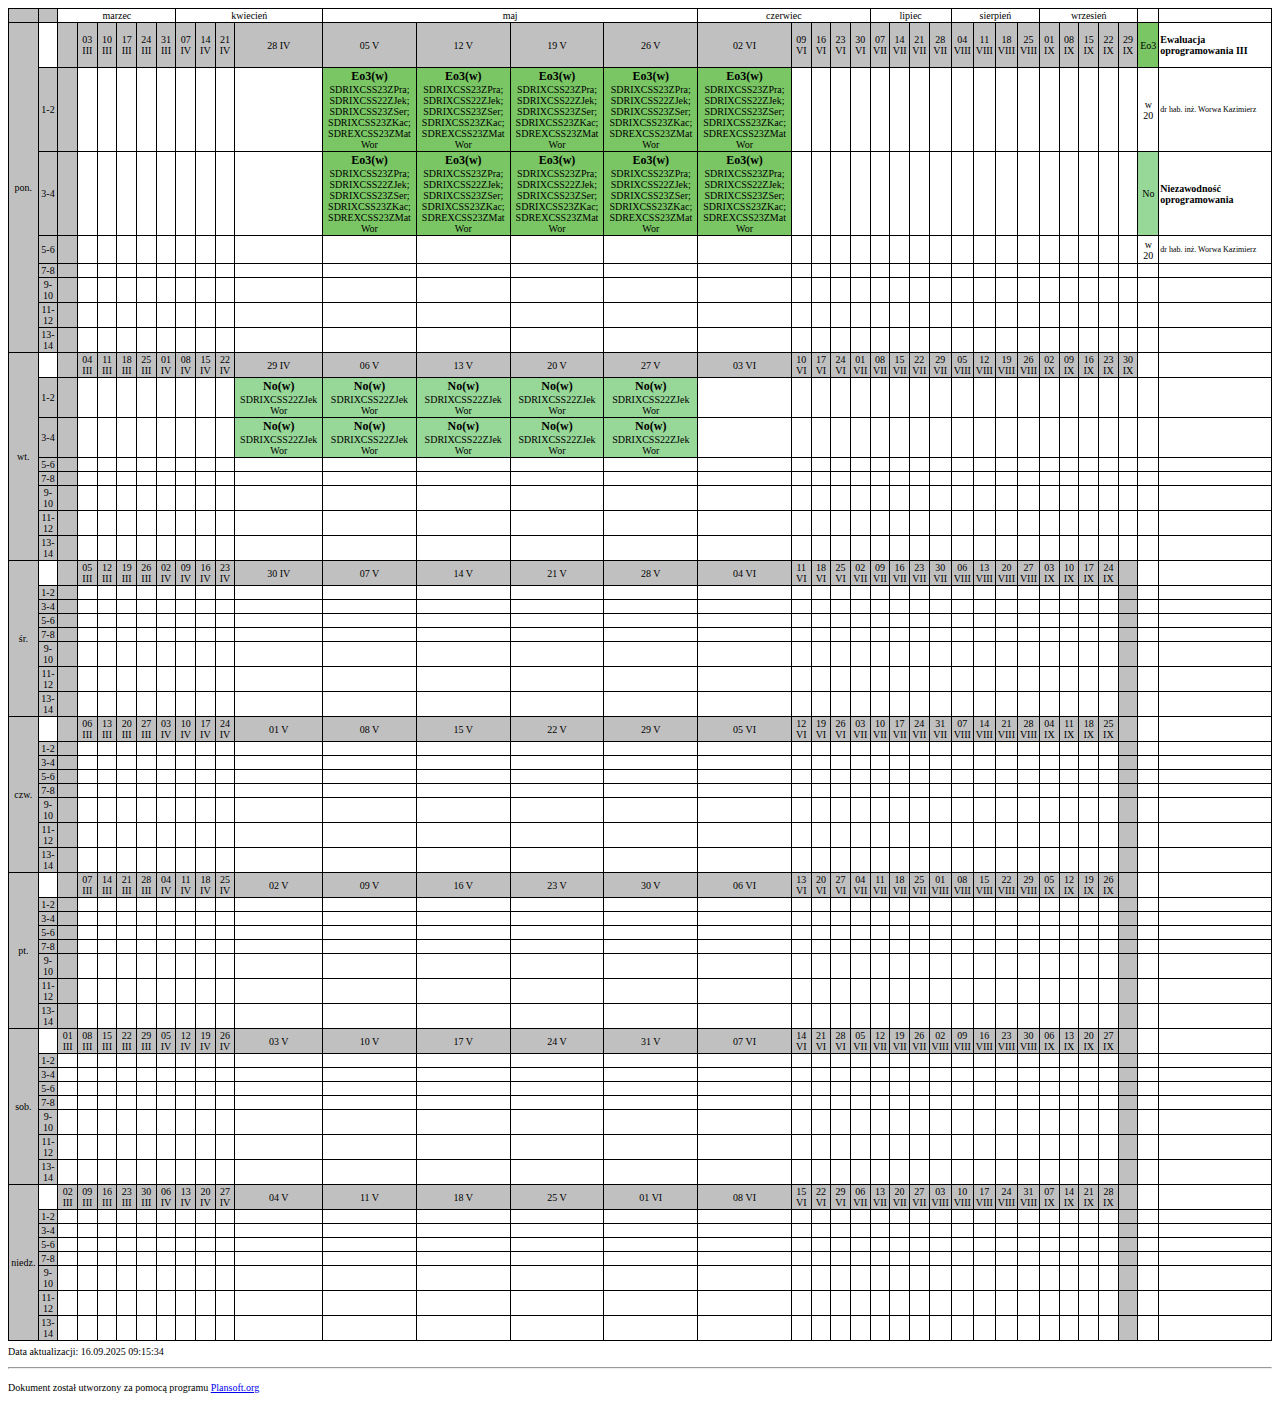 marzec kwiecień maj czerwiec lipiec sierpień wrzesień
pon. 03 III 10 III 17 III 24 III 31 III 07 IV 14 IV 21 IV 28 IV 05 V 12 V 19 V 26 V 02 VI 09 VI 16 VI 23 VI 30 VI 07 VII 14 VII 21 VII 28 VII 04 VIII 11 VIII 18 VIII 25 VIII 01 IX 08 IX 15 IX 22 IX 29 IX Eo3 Ewaluacja oprogramowania III
1-2 w 20 dr hab. inż. Worwa Kazimierz
Eo3(w) Eo3(w) Eo3(w) Eo3(w) Eo3(w)
SDRIXCSS23ZPra; SDRIXCSS23ZPra; SDRIXCSS23ZPra; SDRIXCSS23ZPra; SDRIXCSS23ZPra;
SDRIXCSS22ZJek; SDRIXCSS22ZJek; SDRIXCSS22ZJek; SDRIXCSS22ZJek; SDRIXCSS22ZJek;
SDRIXCSS23ZSer; SDRIXCSS23ZSer; SDRIXCSS23ZSer; SDRIXCSS23ZSer; SDRIXCSS23ZSer;
SDRIXCSS23ZKac; SDRIXCSS23ZKac; SDRIXCSS23ZKac; SDRIXCSS23ZKac; SDRIXCSS23ZKac;
SDREXCSS23ZMat SDREXCSS23ZMat SDREXCSS23ZMat SDREXCSS23ZMat SDREXCSS23ZMat
Wor Wor Wor Wor Wor
3-4 No Niezawodność oprogramowania
Eo3(w) Eo3(w) Eo3(w) Eo3(w) Eo3(w)
SDRIXCSS23ZPra; SDRIXCSS23ZPra; SDRIXCSS23ZPra; SDRIXCSS23ZPra; SDRIXCSS23ZPra;
SDRIXCSS22ZJek; SDRIXCSS22ZJek; SDRIXCSS22ZJek; SDRIXCSS22ZJek; SDRIXCSS22ZJek;
SDRIXCSS23ZSer; SDRIXCSS23ZSer; SDRIXCSS23ZSer; SDRIXCSS23ZSer; SDRIXCSS23ZSer;
SDRIXCSS23ZKac; SDRIXCSS23ZKac; SDRIXCSS23ZKac; SDRIXCSS23ZKac; SDRIXCSS23ZKac;
SDREXCSS23ZMat SDREXCSS23ZMat SDREXCSS23ZMat SDREXCSS23ZMat SDREXCSS23ZMat
Wor Wor Wor Wor Wor
5-6 w 20 dr hab. inż. Worwa Kazimierz
7-8
9-10
11-12
13-14
wt. 04 III 11 III 18 III 25 III 01 IV 08 IV 15 IV 22 IV 29 IV 06 V 13 V 20 V 27 V 03 VI 10 VI 17 VI 24 VI 01 VII 08 VII 15 VII 22 VII 29 VII 05 VIII 12 VIII 19 VIII 26 VIII 02 IX 09 IX 16 IX 23 IX 30 IX
1-2
No(w) No(w) No(w) No(w) No(w)
SDRIXCSS22ZJek SDRIXCSS22ZJek SDRIXCSS22ZJek SDRIXCSS22ZJek SDRIXCSS22ZJek
Wor Wor Wor Wor Wor
3-4
No(w) No(w) No(w) No(w) No(w)
SDRIXCSS22ZJek SDRIXCSS22ZJek SDRIXCSS22ZJek SDRIXCSS22ZJek SDRIXCSS22ZJek
Wor Wor Wor Wor Wor
5-6
7-8
9-10
11-12
13-14
śr. 05 III 12 III 19 III 26 III 02 IV 09 IV 16 IV 23 IV 30 IV 07 V 14 V 21 V 28 V 04 VI 11 VI 18 VI 25 VI 02 VII 09 VII 16 VII 23 VII 30 VII 06 VIII 13 VIII 20 VIII 27 VIII 03 IX 10 IX 17 IX 24 IX
1-2
3-4
5-6
7-8
9-10
11-12
13-14
czw. 06 III 13 III 20 III 27 III 03 IV 10 IV 17 IV 24 IV 01 V 08 V 15 V 22 V 29 V 05 VI 12 VI 19 VI 26 VI 03 VII 10 VII 17 VII 24 VII 31 VII 07 VIII 14 VIII 21 VIII 28 VIII 04 IX 11 IX 18 IX 25 IX
1-2
3-4
5-6
7-8
9-10
11-12
13-14
pt. 07 III 14 III 21 III 28 III 04 IV 11 IV 18 IV 25 IV 02 V 09 V 16 V 23 V 30 V 06 VI 13 VI 20 VI 27 VI 04 VII 11 VII 18 VII 25 VII 01 VIII 08 VIII 15 VIII 22 VIII 29 VIII 05 IX 12 IX 19 IX 26 IX
1-2
3-4
5-6
7-8
9-10
11-12
13-14
sob. 01 III 08 III 15 III 22 III 29 III 05 IV 12 IV 19 IV 26 IV 03 V 10 V 17 V 24 V 31 V 07 VI 14 VI 21 VI 28 VI 05 VII 12 VII 19 VII 26 VII 02 VIII 09 VIII 16 VIII 23 VIII 30 VIII 06 IX 13 IX 20 IX 27 IX
1-2
3-4
5-6
7-8
9-10
11-12
13-14
niedz. 02 III 09 III 16 III 23 III 30 III 06 IV 13 IV 20 IV 27 IV 04 V 11 V 18 V 25 V 01 VI 08 VI 15 VI 22 VI 29 VI 06 VII 13 VII 20 VII 27 VII 03 VIII 10 VIII 17 VIII 24 VIII 31 VIII 07 IX 14 IX 21 IX 28 IX
1-2
3-4
5-6
7-8
9-10
11-12
13-14
Data aktualizacji: 16.09.2025 09:15:34
Dokument został utworzony za pomocą programu Plansoft.org